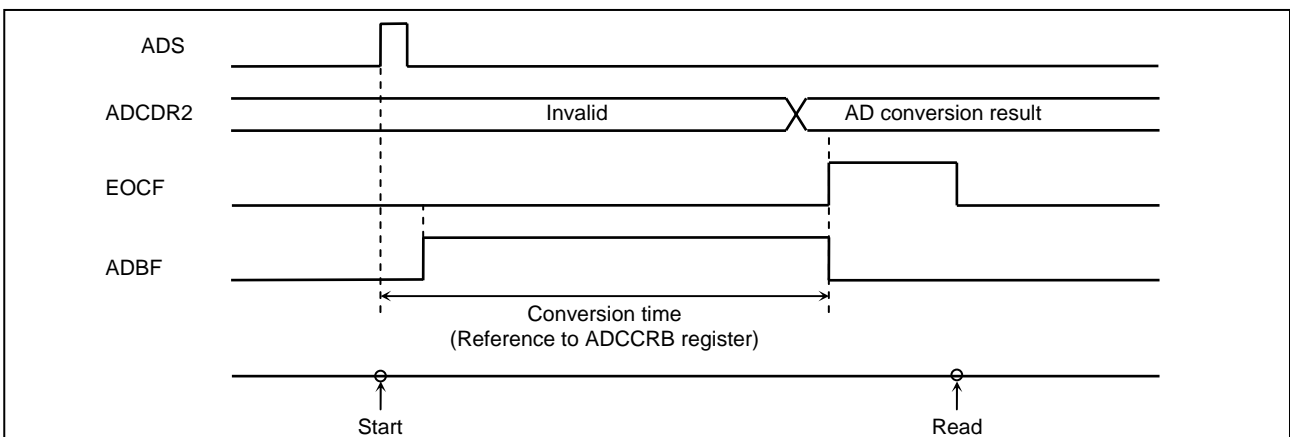 ADS
ADCDR2
Invalid
AD conversion result
EOCF
ADBF
Conversion time
(Reference to ADCCRB register)
Start
Read